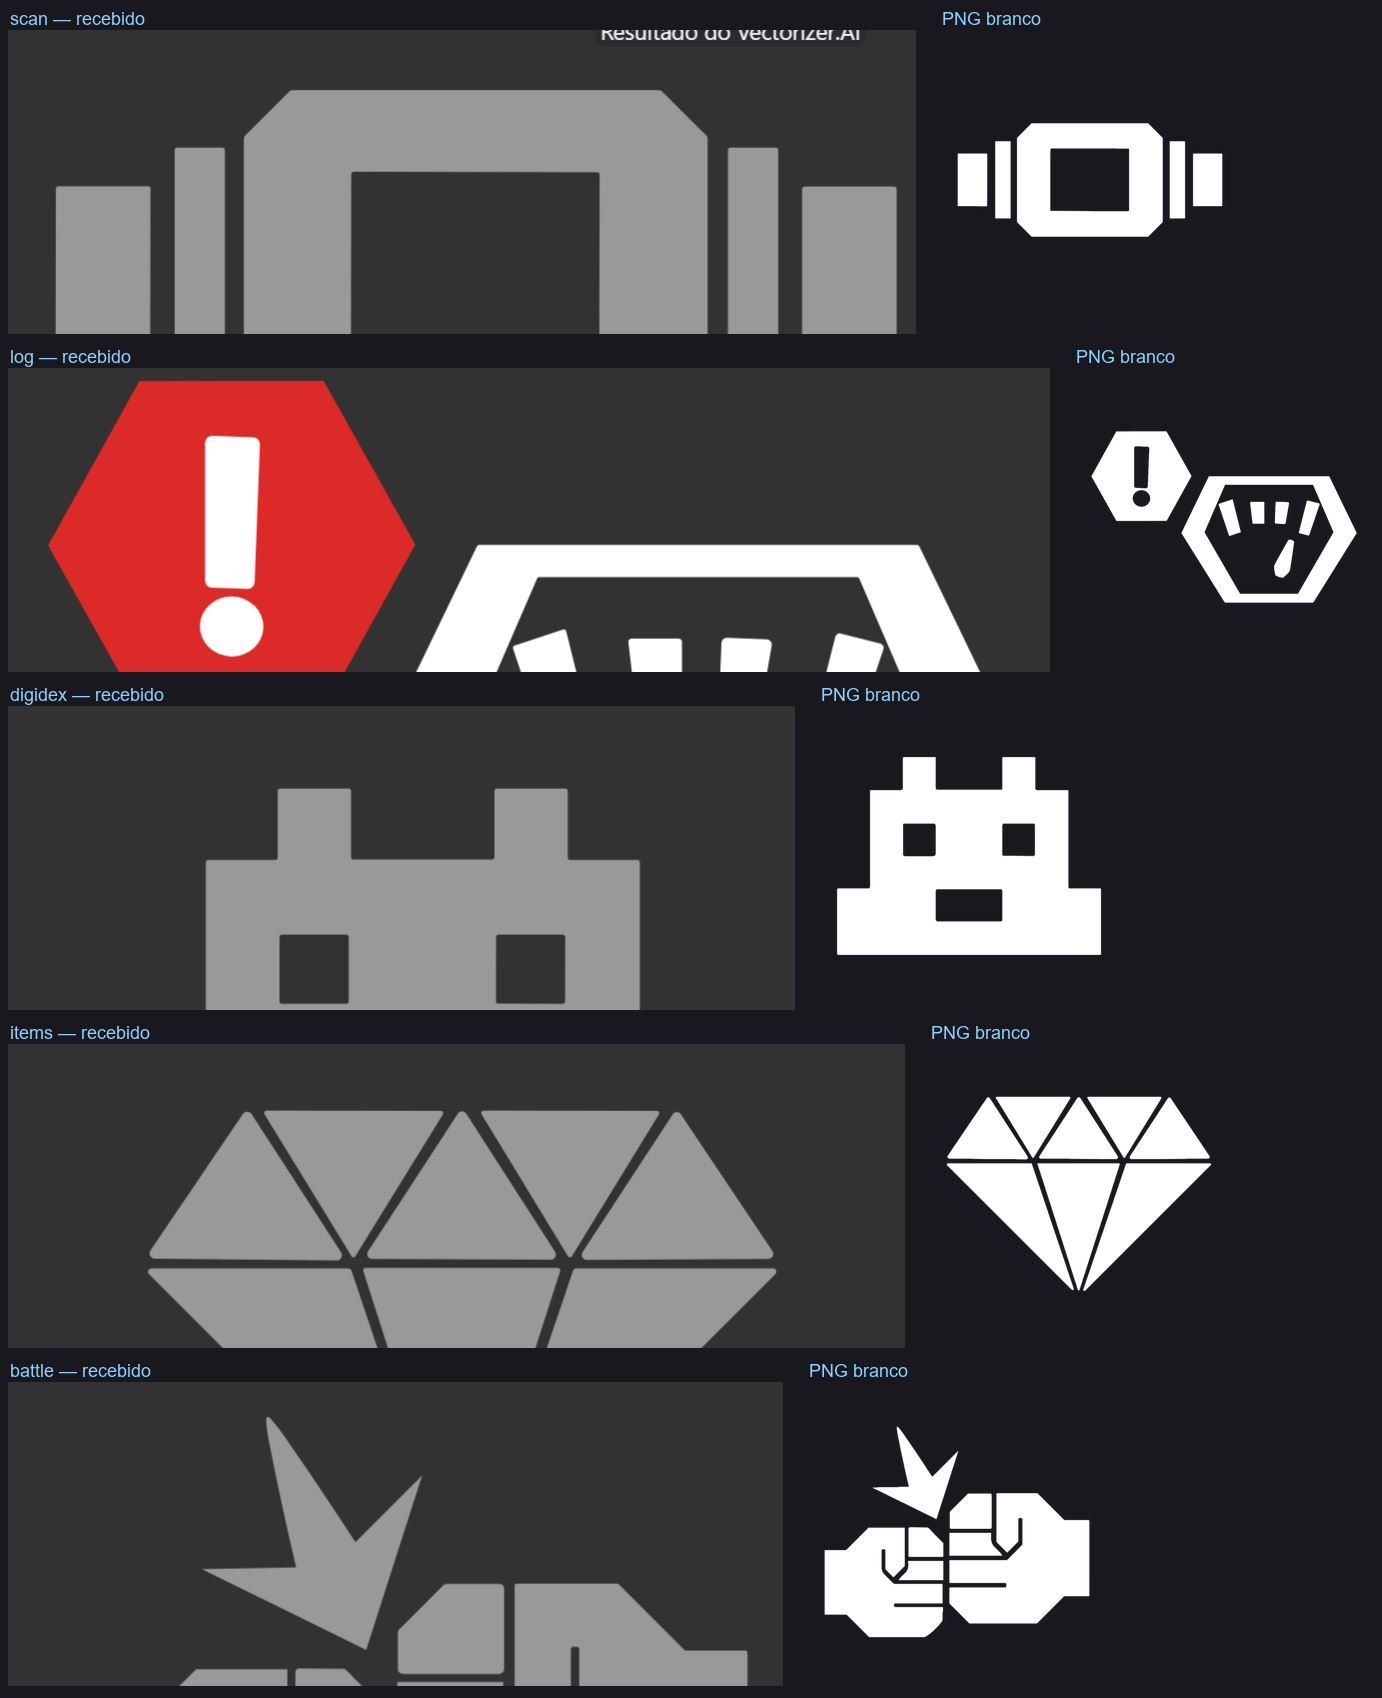 scan — recebido
PNG branco
Resultado do Vectorizer.AI
log — recebido
PNG branco
!
!
digidex — recebido
PNG branco
items — recebido
PNG branco
battle — recebido
PNG branco